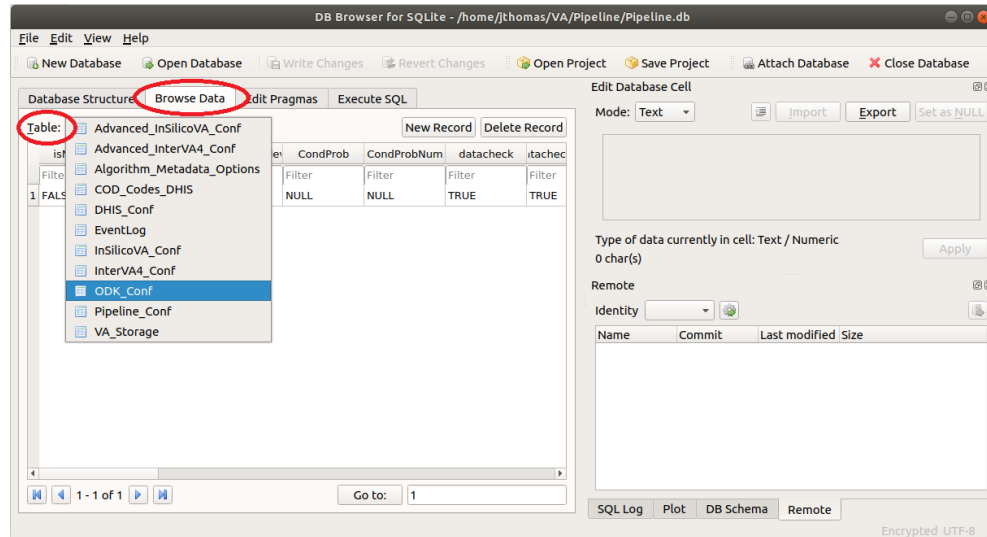 DB Browser for SQLite - /home/jthomas/VA/Pipeline/Pipeline.db
File Edit View Help
New Database Open Database Write Changes Revert Changes Open Project Save Project Attach Database Close Database
Database Structure Browse Data Edit Pragmas Execute SQL
Table:
New Record Delete Record
CondProb CondProbNum datacheck
Filter Filter Filter Filter
1 NULL NULL TRUE TRUE
Advanced_InSilicoVA_Conf
Advanced_InterVA4_Conf
Algorithm_Metadata_Options
COD_Codes_DHIS
DHIS_Conf
EventLog
InSilicoVA_Conf
InterVA4_Conf
ODK_Conf
Pipeline_Conf
VA_Storage
1 - 1 of 1 Go to: 1
Edit Database Cell
Mode: Text Import Export Set as NULL
Type of data currently in cell: Text / Numeric
0 char(s)
Apply
Remote
Identity
Name Commit Last modified Size
SQL Log Plot DB Schema Remote
Encrypted UTF-8